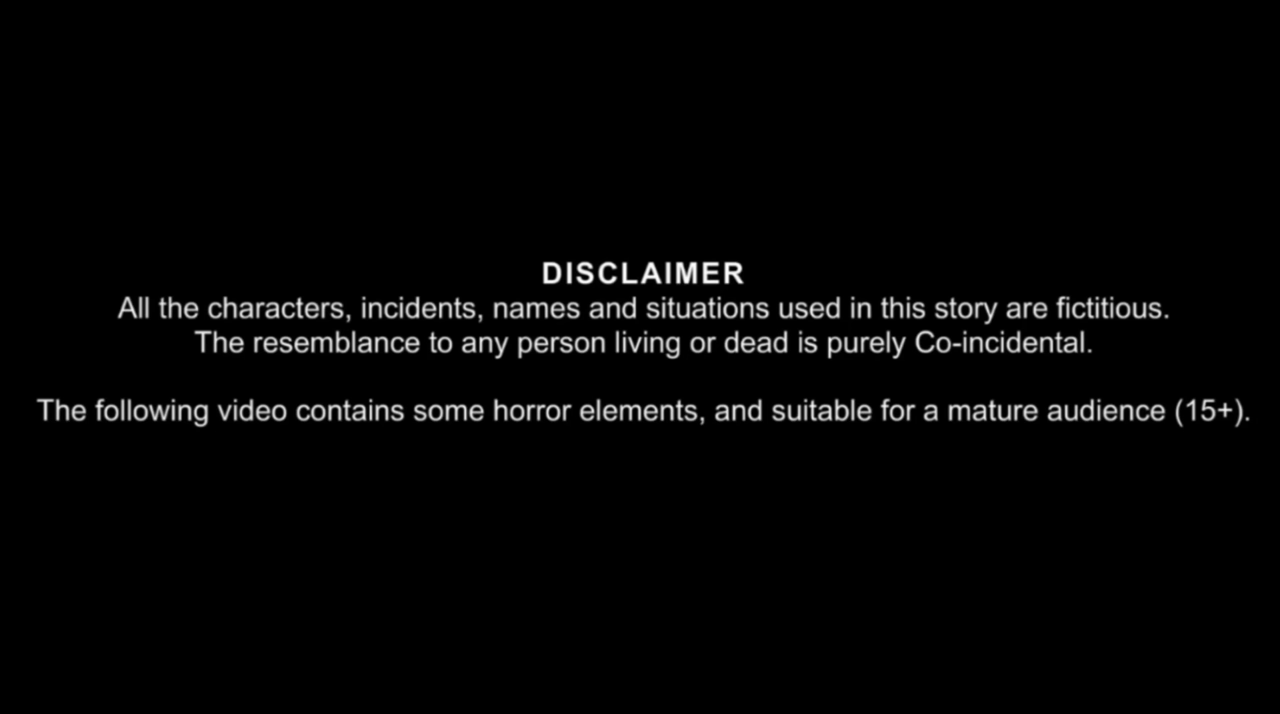 DISCLAIMER
All the characters, incidents, names and situations used in this story are fictitious.
The resemblance to any person living or dead is purely Co-incidental.
The following video contains some horror elements, and suitable for a mature audience (15+).